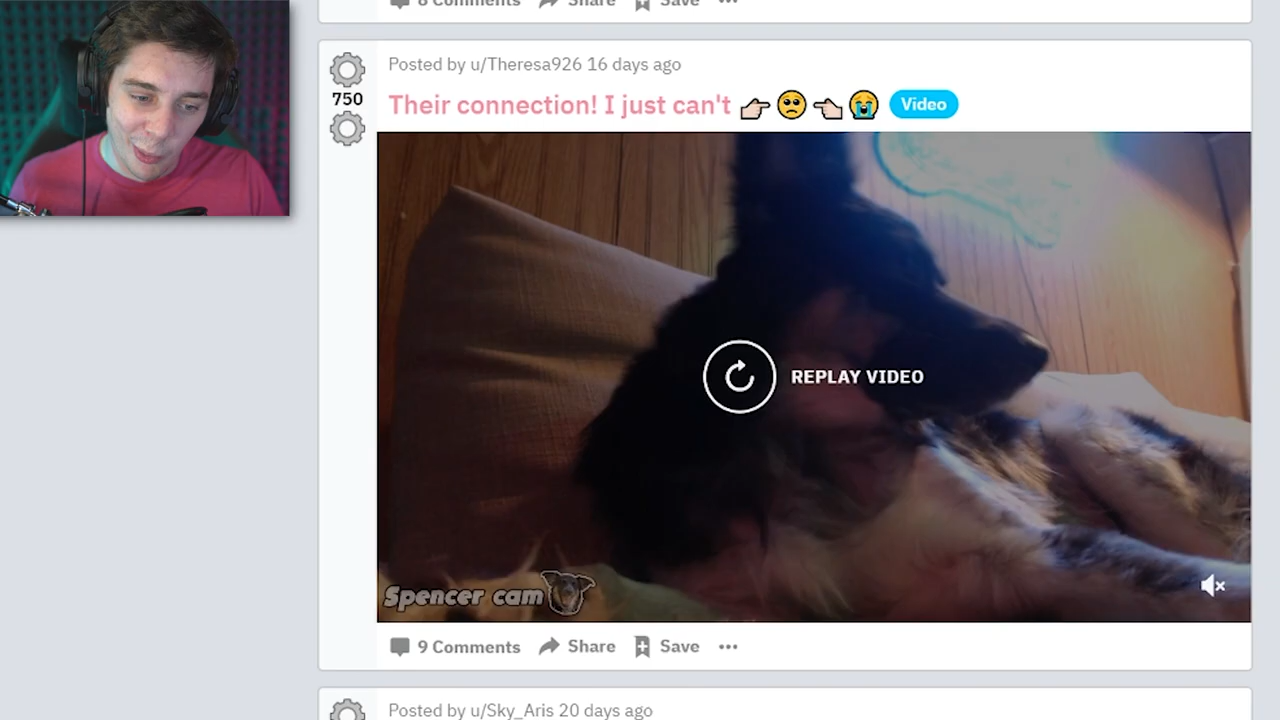 8 Comments Share Save
Posted by u/Theresa926 16 days ago
750
Their connection! I just can't 👉🏻 🥺 👈🏻 😭 Video
REPLAY VIDEO
Spencer cam
9 Comments Share Save
Posted by u/Sky_Aris 20 days ago